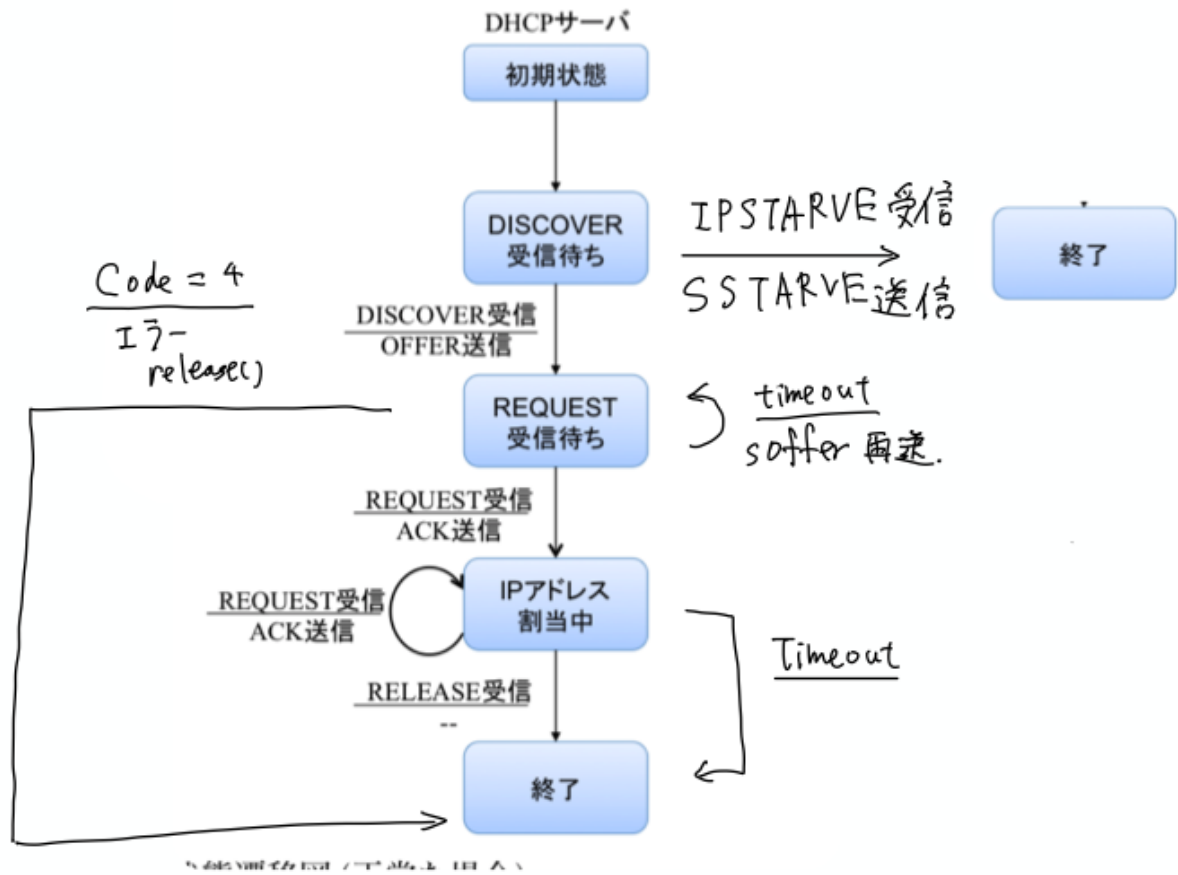 DHCPサーバ
初期状態
DISCOVER
受信待ち
IPSTARVE受信
SSTARVE送信
終了
Code = 4
エラー
release()
DISCOVER受信
OFFER送信
REQUEST
受信待ち
timeout
soffer 再送.
REQUEST受信
ACK送信
IPアドレス
割当中
REQUEST受信
ACK送信
Timeout
RELEASE受信
--
終了